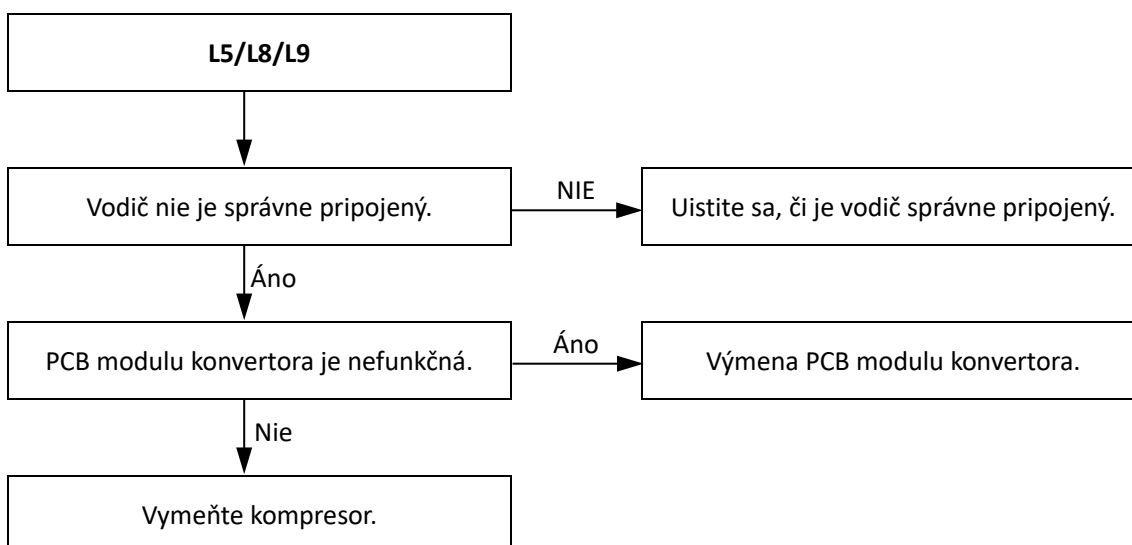 L5/L8/L9
Vodič nie je správne pripojený.
NIE
Uistite sa, či je vodič správne pripojený.
Áno
PCB modulu konvertora je nefunkčná.
Áno
Výmena PCB modulu konvertora.
Nie
Vymeňte kompresor.